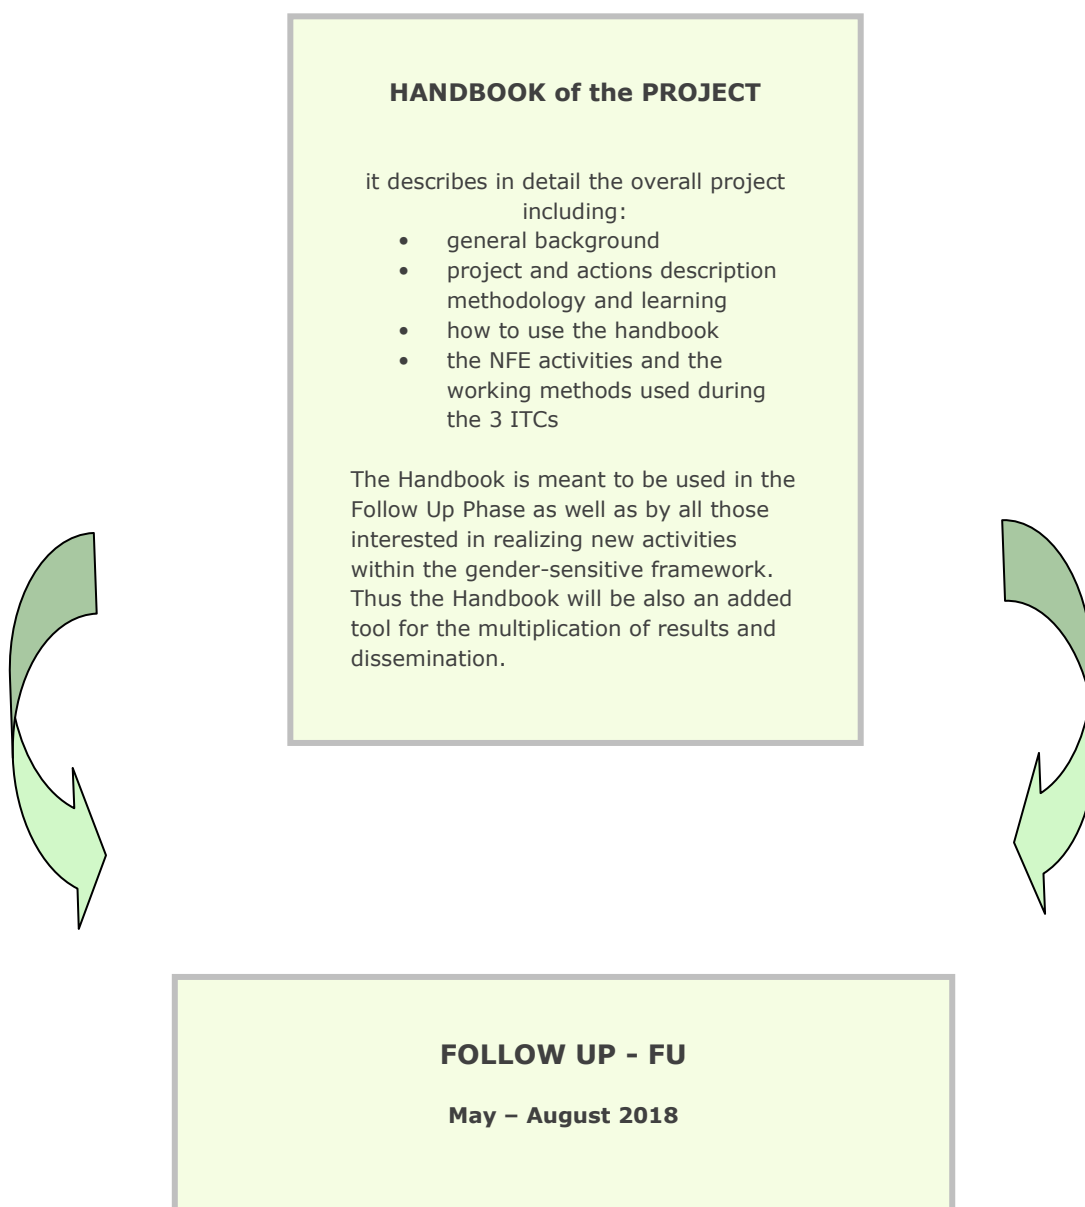 HANDBOOK of the PROJECT
it describes in detail the overall project
including:
• general background
• project and actions description
methodology and learning
• how to use the handbook
• the NFE activities and the
working methods used during
the 3 ITCs
The Handbook is meant to be used in the
Follow Up Phase as well as by all those
interested in realizing new activities
within the gender-sensitive framework.
Thus the Handbook will be also an added
tool for the multiplication of results and
dissemination.
FOLLOW UP - FU
May – August 2018